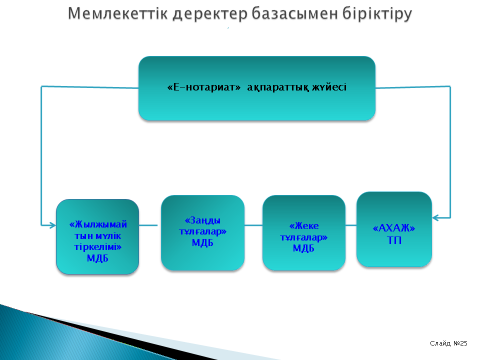 Мемлекеттік деректер базасымен біріктіру
«Е-нотариат» ақпараттық жүйесі
«Жылжымай
тын мүлік
тіркелімі»
МДБ
«Заңды
тұлғалар»
МДБ
«Жеке
тұлғалар»
МДБ
«АХАЖ»
ТП
Слайд №25